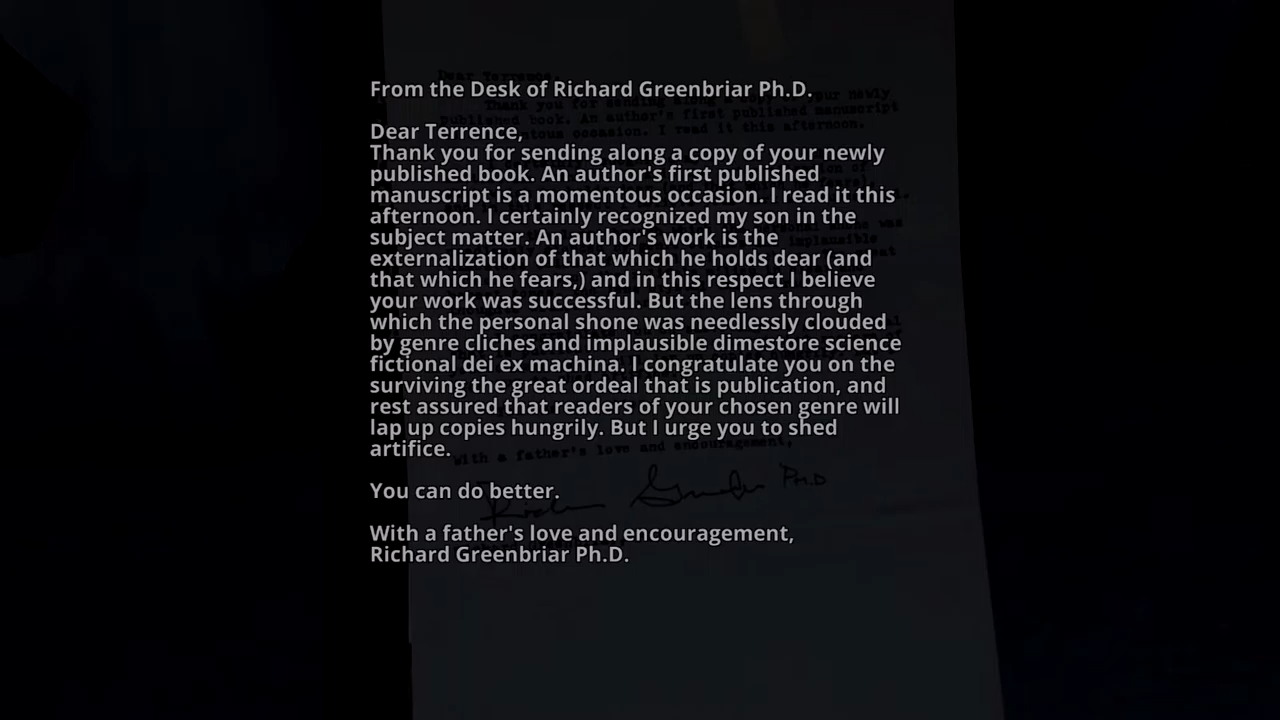 From the Desk of Richard Greenbriar Ph.D.
Dear Terrence,
Thank you for sending along a copy of your newly
published book. An author's first published
manuscript is a momentous occasion. I read it this
afternoon. I certainly recognized my son in the
subject matter. An author's work is the
externalization of that which he holds dear (and
that which he fears,) and in this respect I believe
your work was successful. But the lens through
which the personal shone was needlessly clouded
by genre cliches and implausible dimestore science
fictional dei ex machina. I congratulate you on the
surviving the great ordeal that is publication, and
rest assured that readers of your chosen genre will
lap up copies hungrily. But I urge you to shed
artifice.
You can do better.
With a father's love and encouragement,
Richard Greenbriar Ph.D.